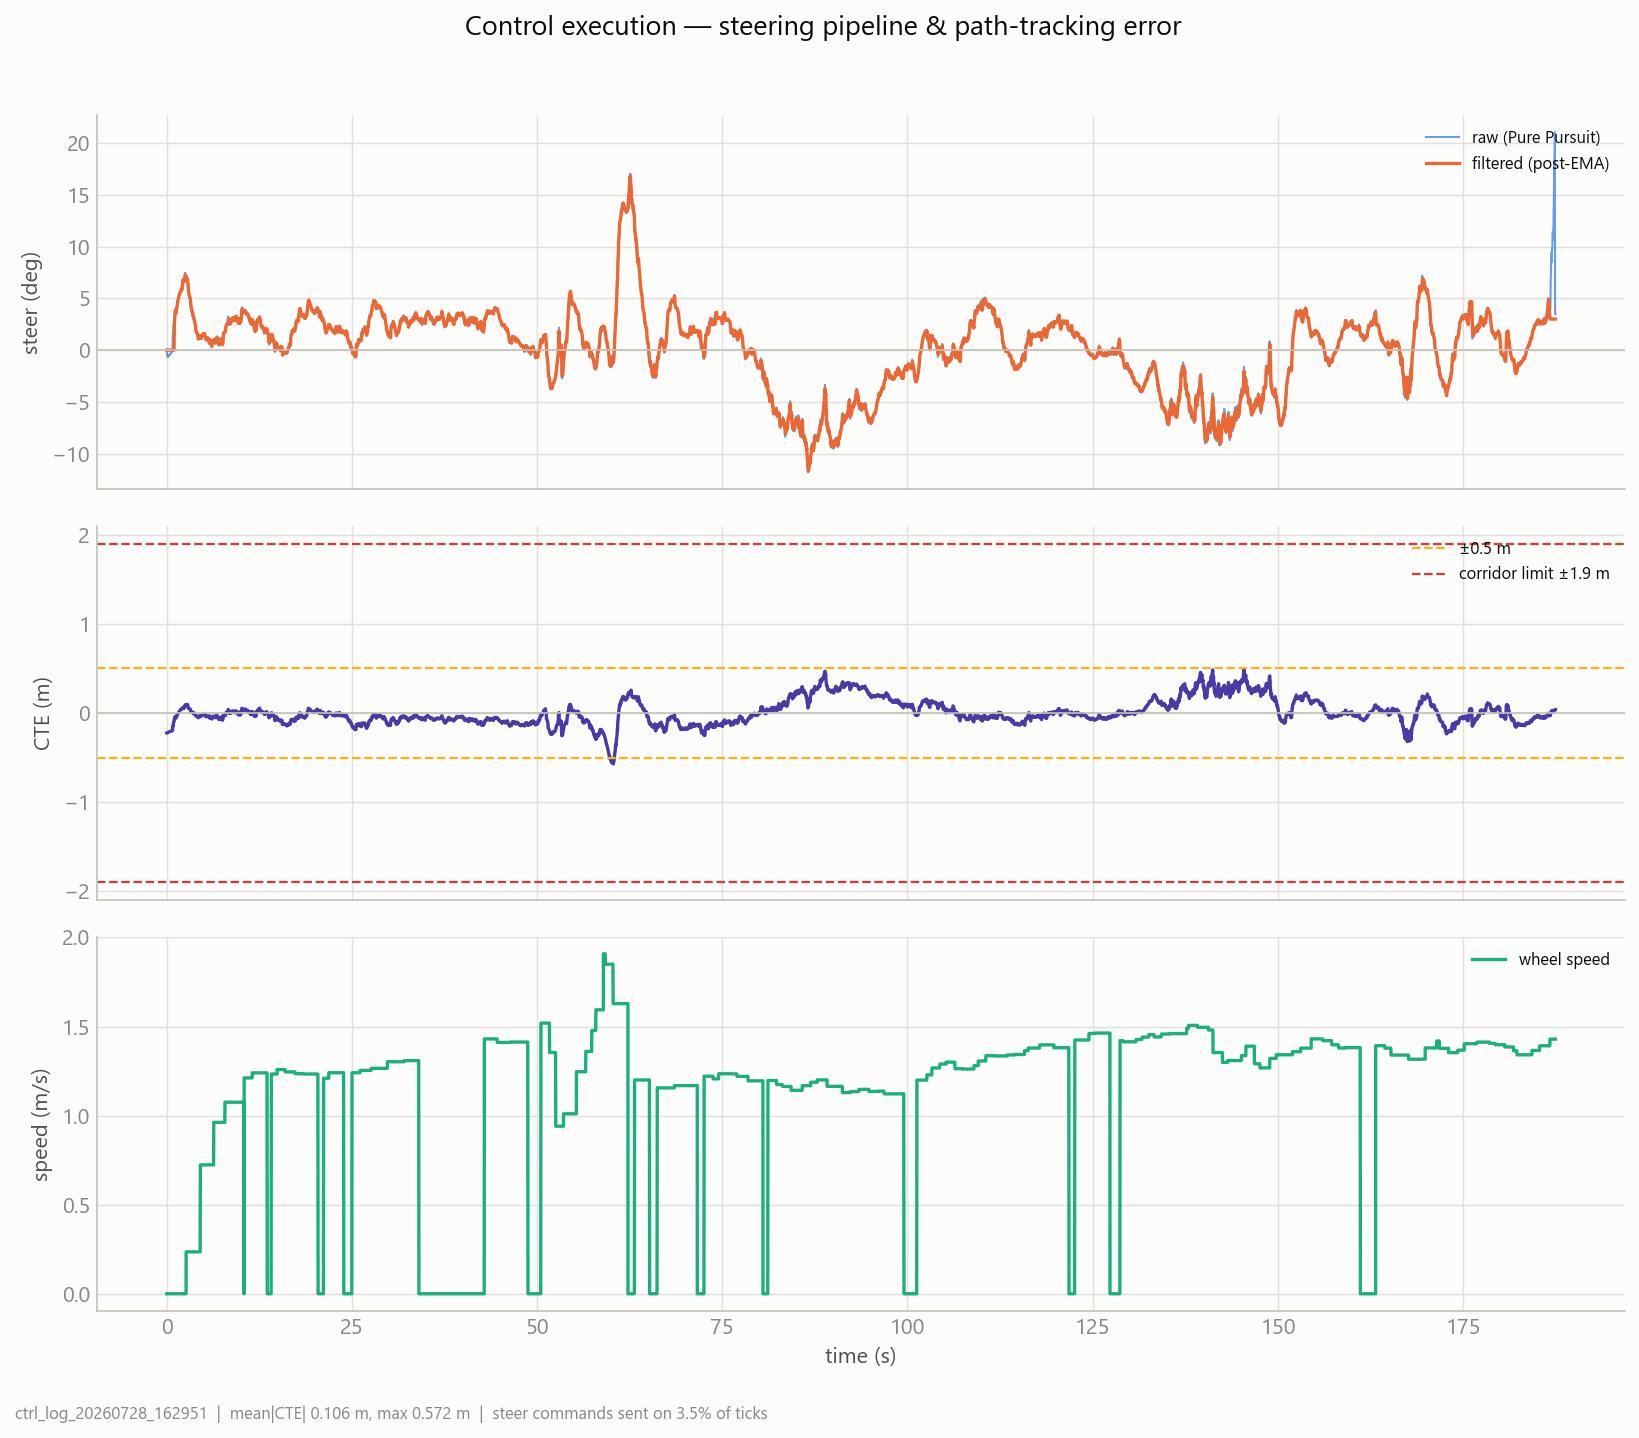 Control execution — steering pipeline & path-tracking error
raw (Pure Pursuit)
filtered (post-EMA)
20
15
10
5
0
−5
−10
steer (deg)
±0.5 m
corridor limit ±1.9 m
2
1
0
−1
−2
CTE (m)
wheel speed
2.0
1.5
1.0
0.5
0.0
speed (m/s)
0 25 50 75 100 125 150 175
time (s)
ctrl_log_20260728_162951 | mean|CTE| 0.106 m, max 0.572 m | steer commands sent on 3.5% of ticks